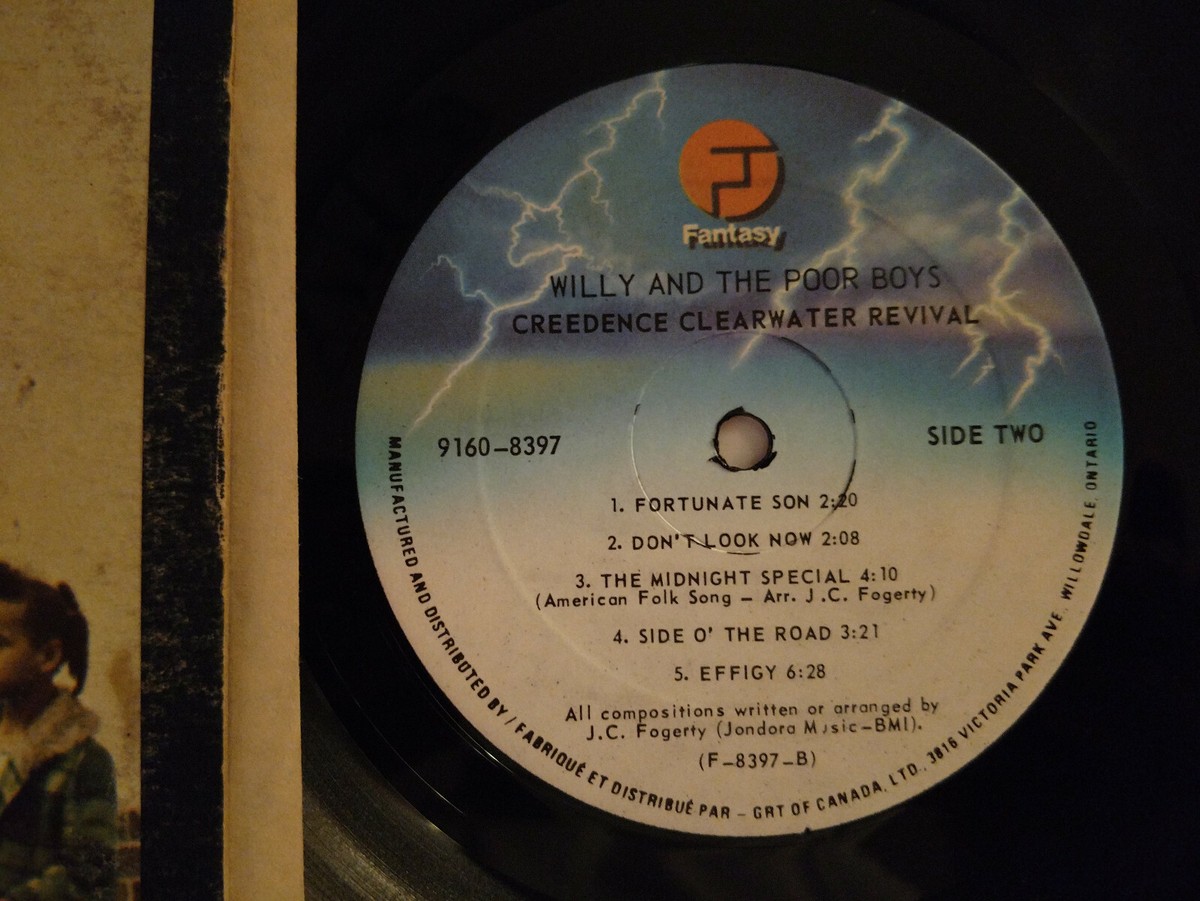 Fantasy
WILLY AND THE POOR BOYS
CREEDENCE CLEARWATER REVIVAL
9160-8397
SIDE TWO
1. FORTUNATE SON 2:20
2. DON'T LOOK NOW 2:08
3. THE MIDNIGHT SPECIAL 4:10
(American Folk Song – Arr. J.C. Fogerty)
4. SIDE O' THE ROAD 3:21
5. EFFIGY 6:28
All compositions written or arranged by
J.C. Fogerty (Jondora Music-BMI).
(F-8397-B)
MANUFACTURED AND DISTRIBUTED BY / FABRIQUÉ ET DISTRIBUÉ PAR - GRT OF CANADA, LTD., 3816 VICTORIA PARK AVE., WILLOWDALE, ONTARIO